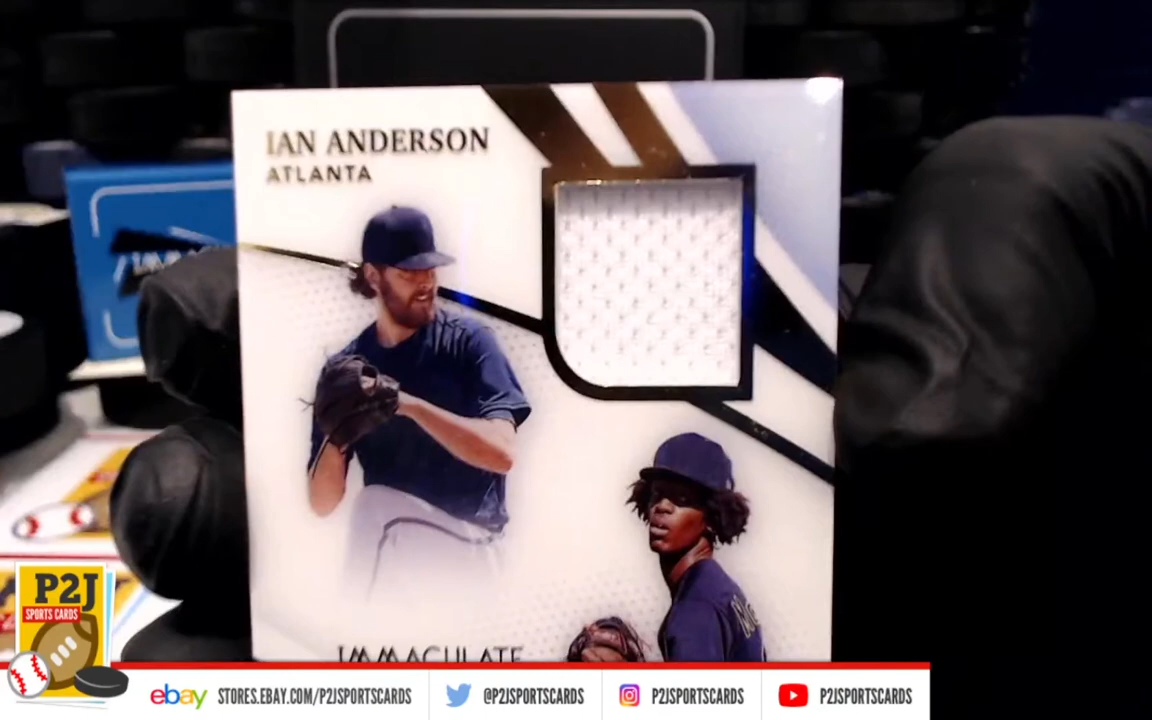 IAN ANDERSON
ATLANTA
IMMACULATE
P2J
SPORTS CARDS
ebay STORES.EBAY.COM/P2JSPORTSCARDS
@P2JSPORTSCARDS
P2JSPORTSCARDS
P2JSPORTSCARDS